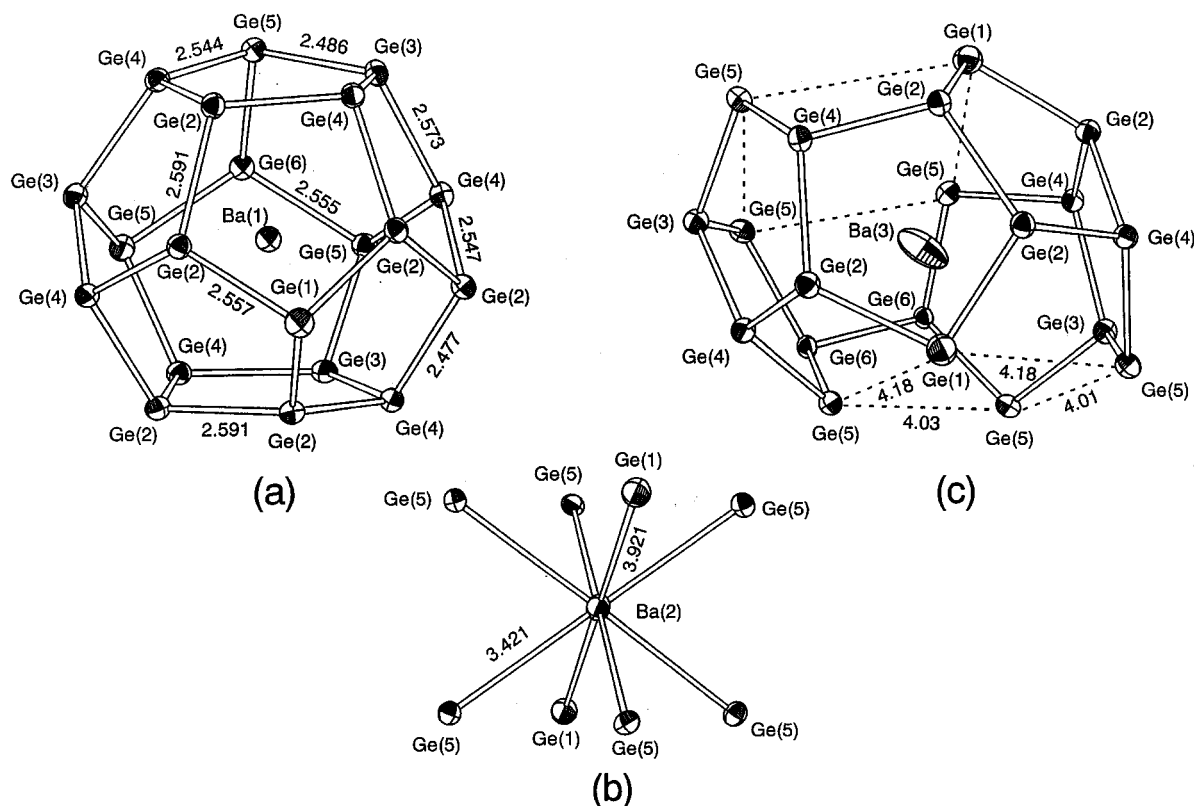 Ge(5)
2.544
2.486
Ge(4)
Ge(3)
Ge(2)
Ge(4)
2.573
2.591
Ge(6)
Ge(3)
Ge(4)
2.555
Ge(5)
Ba(1)
2.547
Ge(5)
Ge(2)
Ge(2)
2.557
Ge(1)
Ge(2)
Ge(4)
Ge(4)
Ge(3)
2.477
Ge(2)
2.591
Ge(2)
Ge(4)
(a)
Ge(1)
Ge(5)
Ge(2)
Ge(4)
Ge(2)
Ge(5)
Ge(4)
Ge(3)
Ge(5)
Ba(3)
Ge(4)
Ge(2)
Ge(2)
Ge(6)
Ge(3)
Ge(4)
Ge(6)
Ge(1)
4.18
4.18
Ge(5)
4.01
Ge(5)
4.03
Ge(5)
(c)
Ge(1)
Ge(5)
Ge(5)
Ge(5)
3.921
Ba(2)
3.421
Ge(5)
Ge(1)
Ge(5)
Ge(5)
(b)